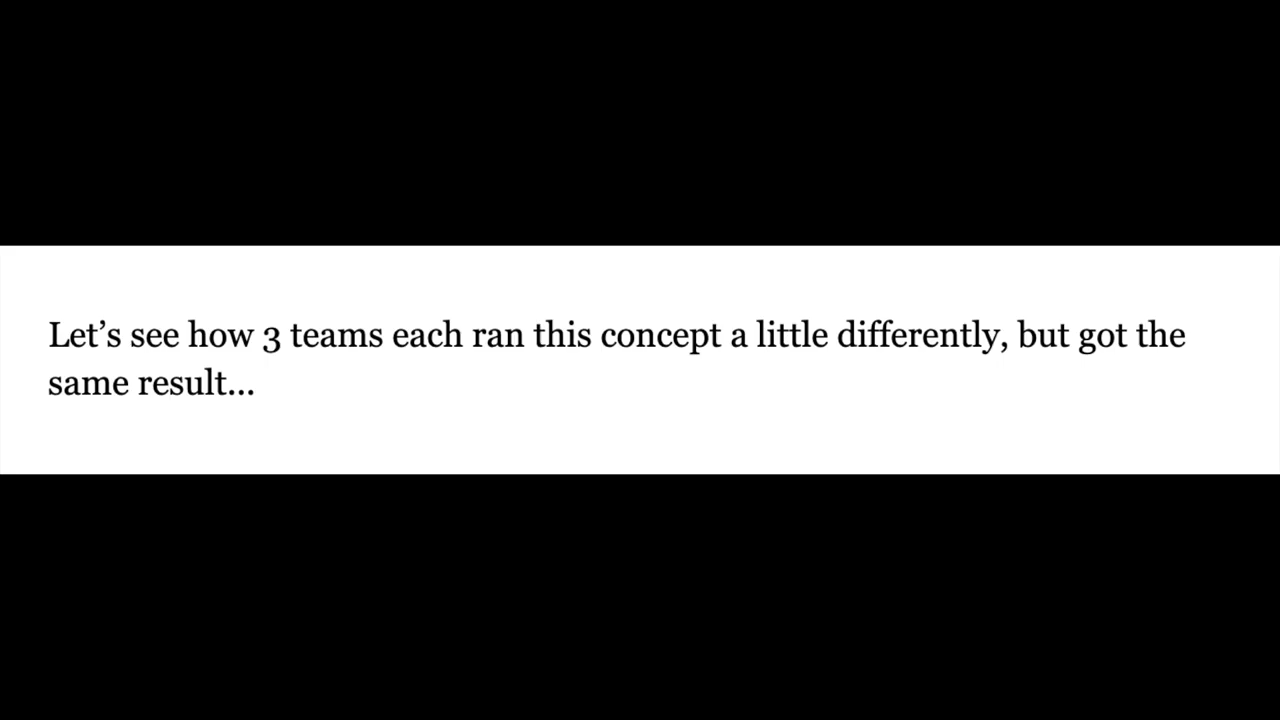 Let’s see how 3 teams each ran this concept a little differently, but got the
same result...